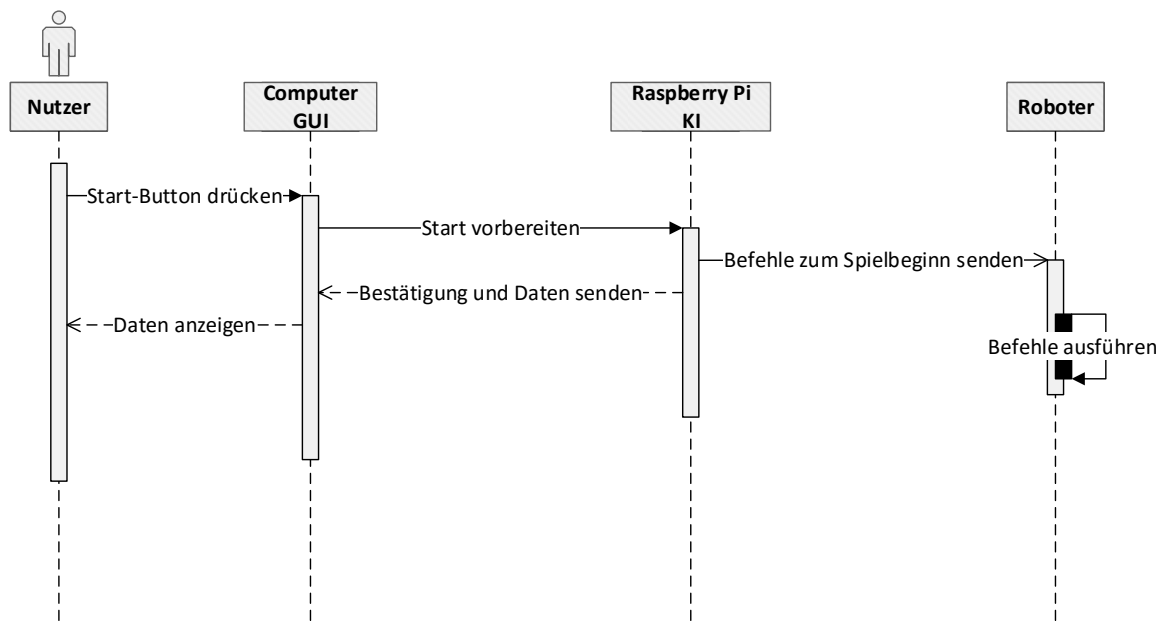 Nutzer
Computer
GUI
Raspberry Pi
KI
Roboter
Start-Button drücken
Start vorbereiten
Befehle zum Spielbeginn senden
Bestätigung und Daten senden
Daten anzeigen
Befehle ausführen